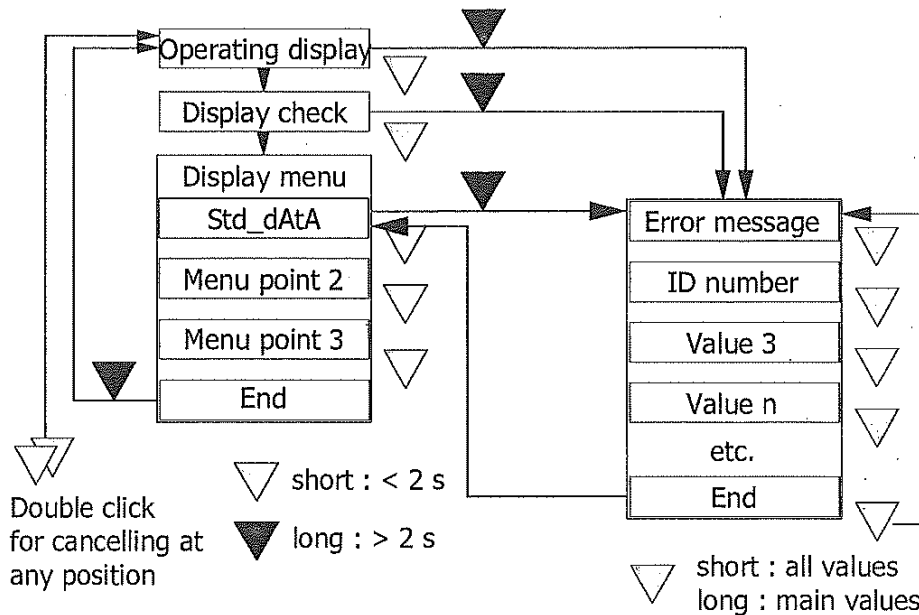 Operating display
Display check
Display menu
Std_dAtA
Menu point 2
Menu point 3
End
Error message
ID number
Value 3
Value n
etc.
End
Double click
for cancelling at
any position
short : < 2 s
long : > 2 s
short : all values
long : main values